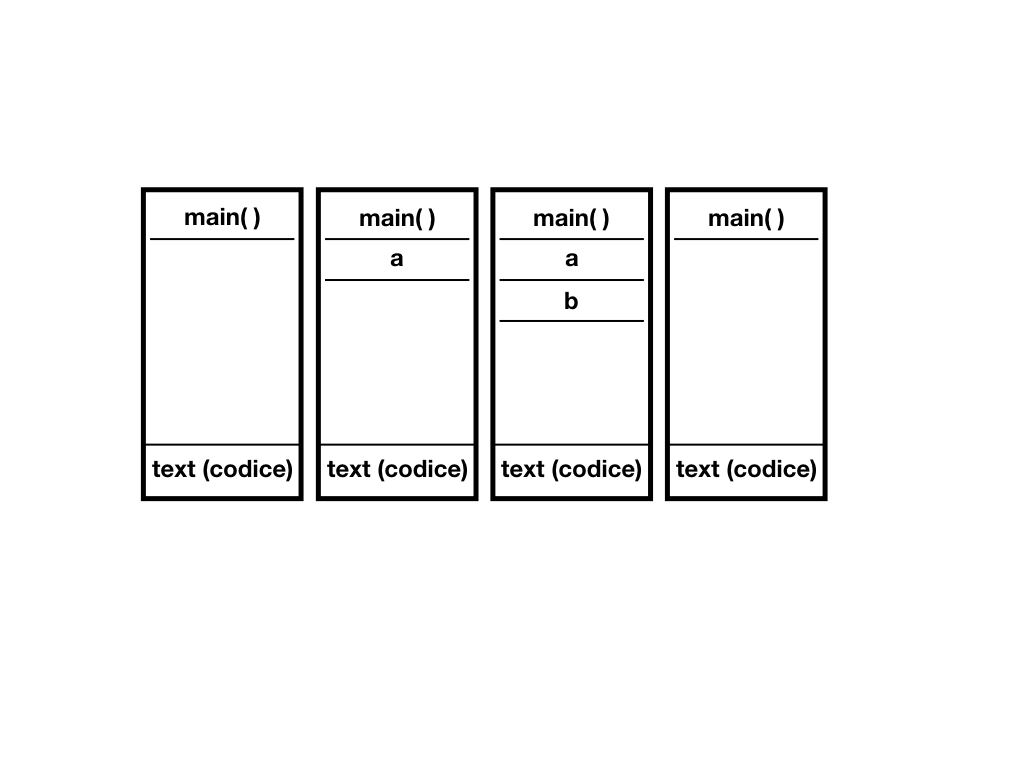 main( )
text (codice)
main( )
a
text (codice)
main( )
a
b
text (codice)
main( )
text (codice)